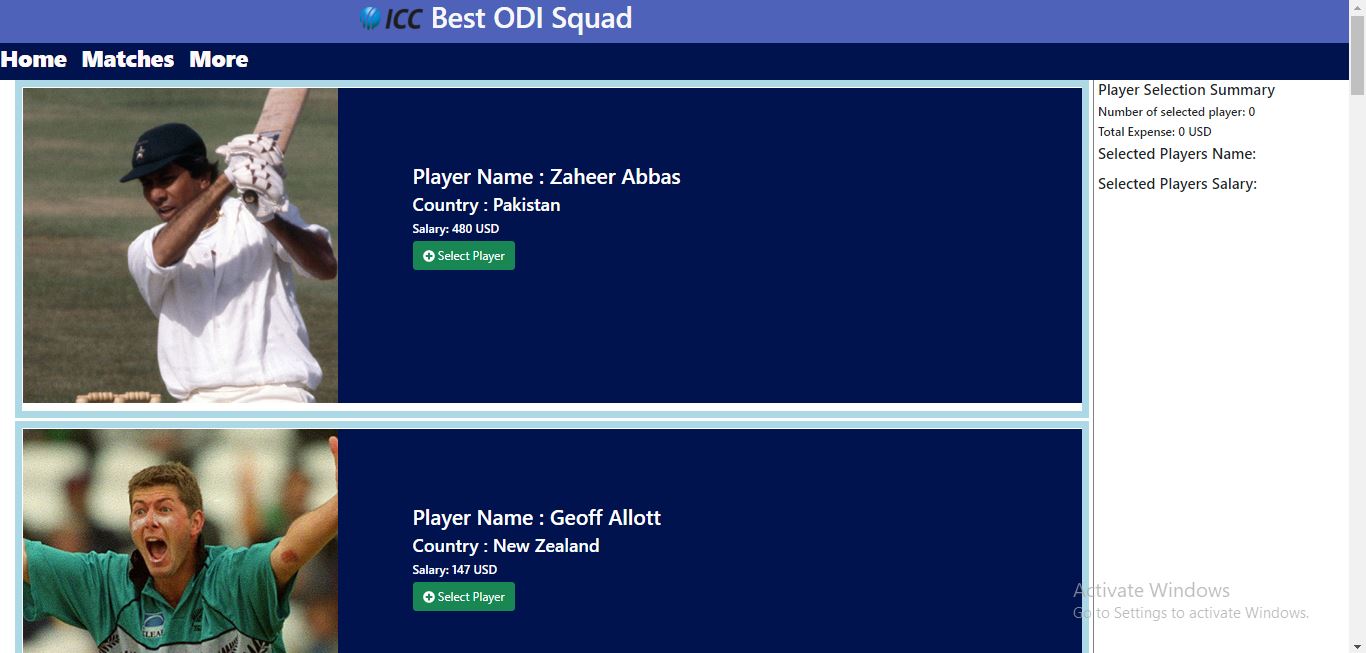 ICC Best ODI Squad
Home Matches More
Player Name : Zaheer Abbas
Country : Pakistan
Salary: 480 USD
Select Player
Player Name : Geoff Allott
Country : New Zealand
Salary: 147 USD
Select Player
Player Selection Summary
Number of selected player: 0
Total Expense: 0 USD
Selected Players Name:
Selected Players Salary:
Activate Windows
Go to Settings to activate Windows.